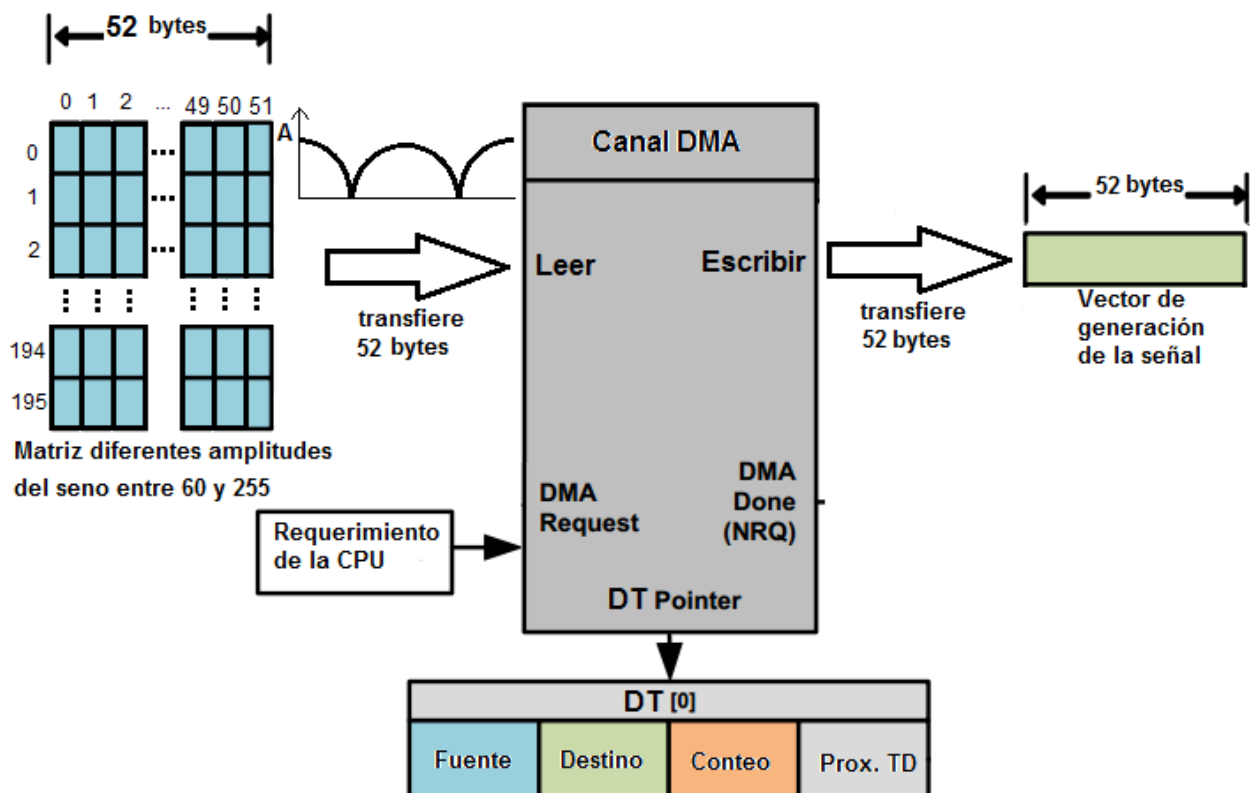 52 bytes
0 1 2 ... 49 50 51
A
0
1
2
194
195
Matriz diferentes amplitudes
del seno entre 60 y 255
transfiere
52 bytes
Canal DMA
Leer
Escribir
DMA
Request
DMA
Done
(NRQ)
DT Pointer
Requerimiento
de la CPU
transfiere
52 bytes
52 bytes
Vector de
generación
de la señal
DT [0]
Fuente
Destino
Conteo
Prox. TD